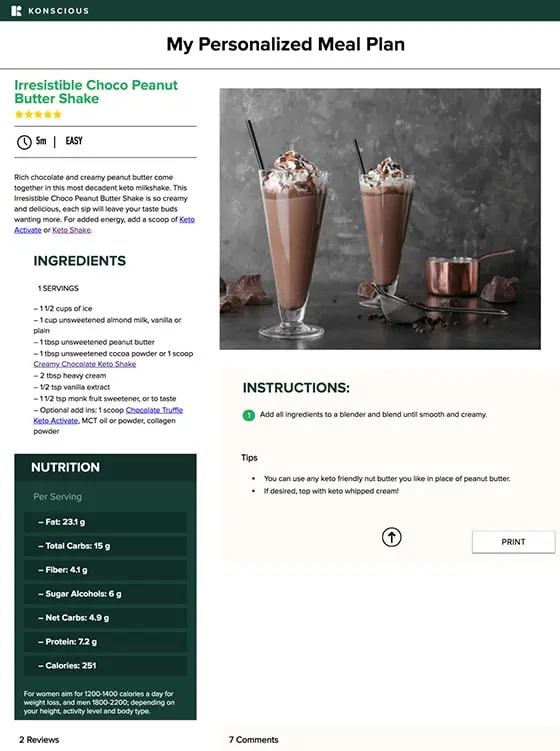 KONSCIOUS
My Personalized Meal Plan
Irresistible Choco Peanut
Butter Shake
5m | EASY
Rich chocolate and creamy peanut butter come
together in this most decadent keto milkshake. This
Irresistible Choco Peanut Butter Shake is so creamy
and delicious, each sip will leave your taste buds
wanting more. For added energy, add a scoop of Keto
Activate or Keto Shake.
INGREDIENTS
1 SERVINGS
– 1 1/2 cups of ice
– 1 cup unsweetened almond milk, vanilla or
plain
– 1 tbsp unsweetened peanut butter
– 1 tbsp unsweetened cocoa powder or 1 scoop
Creamy Chocolate Keto Shake
– 2 tbsp heavy cream
– 1/2 tsp vanilla extract
– 1 1/2 tsp monk fruit sweetener, or to taste
– Optional add ins: 1 scoop Chocolate Truffle
Keto Activate, MCT oil or powder, collagen
powder
NUTRITION
Per Serving
– Fat: 23.1 g
– Total Carbs: 15 g
– Fiber: 4.1 g
– Sugar Alcohols: 6 g
– Net Carbs: 4.9 g
– Protein: 7.2 g
– Calories: 251
For women aim for 1200-1400 calories a day for
weight loss, and men 1800-2200; depending on
your height, activity level and body type.
INSTRUCTIONS:
1 Add all ingredients to a blender and blend until smooth and creamy.
Tips
• You can use any keto friendly nut butter you like in place of peanut butter.
• If desired, top with keto whipped cream!
PRINT
2 Reviews
7 Comments